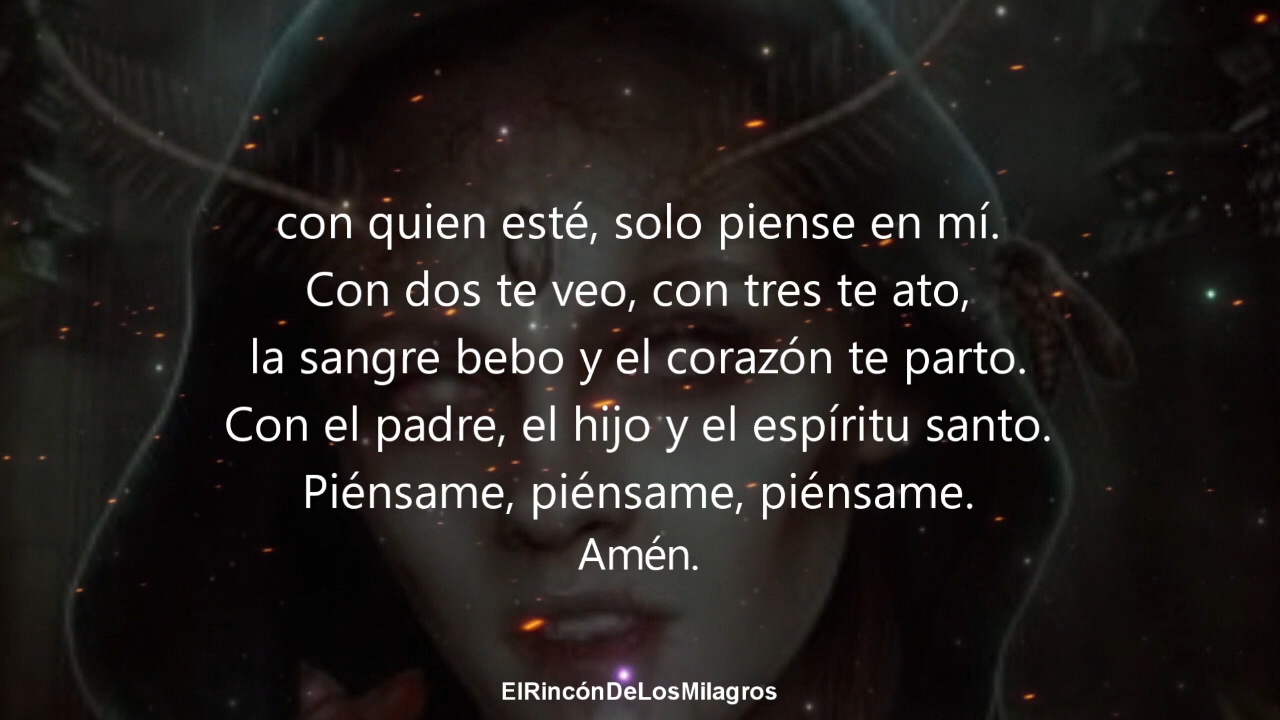 con quien esté, solo piense en mí.
Con dos te veo, con tres te ato,
la sangre bebo y el corazón te parto.
Con el padre, el hijo y el espíritu santo.
Piénsame, piénsame, piénsame.
Amén.
ElRincónDeLosMilagros